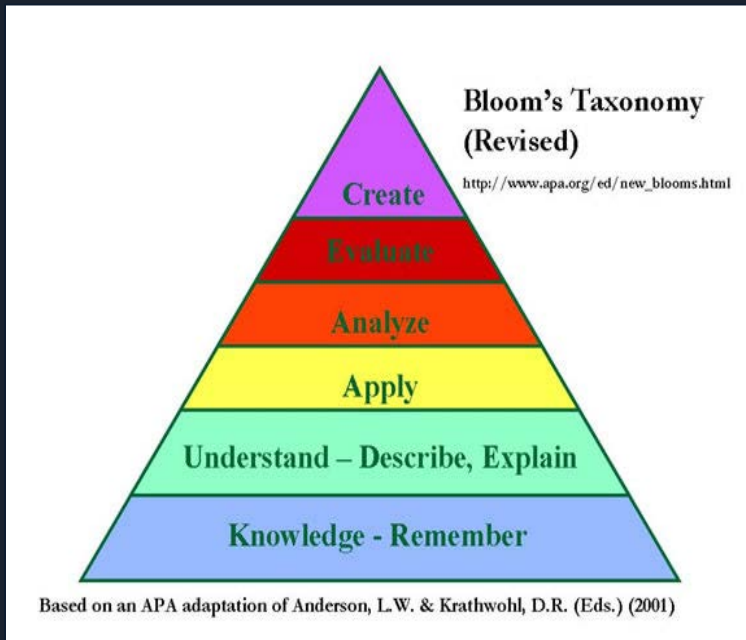 Bloom's Taxonomy
(Revised)
http://www.apa.org/ed/new_blooms.html
Create
Evaluate
Analyze
Apply
Understand – Describe, Explain
Knowledge - Remember
Based on an APA adaptation of Anderson, L.W. & Krathwohl, D.R. (Eds.) (2001)